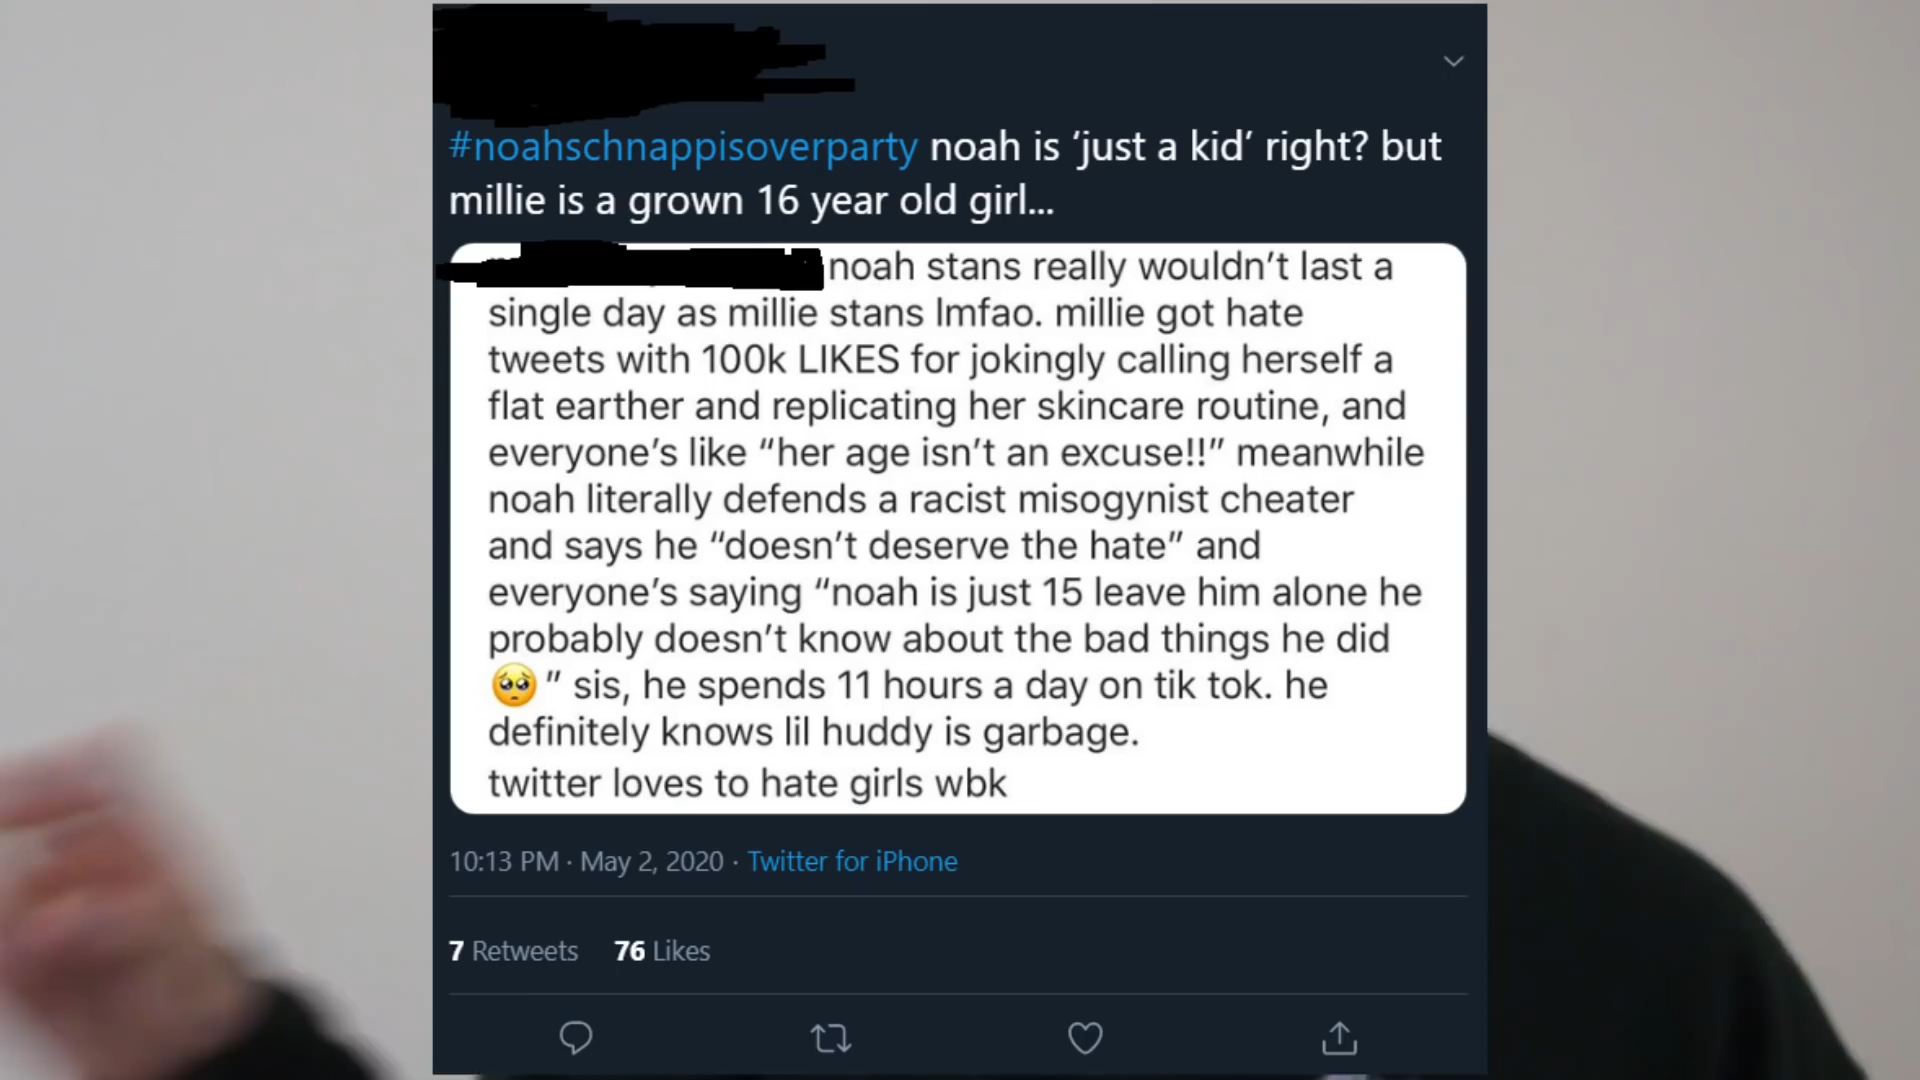 #noahschnappisoverparty noah is ‘just a kid’ right? but
millie is a grown 16 year old girl...
noah stans really wouldn’t last a
single day as millie stans lmfao. millie got hate
tweets with 100k LIKES for jokingly calling herself a
flat earther and replicating her skincare routine, and
everyone’s like “her age isn’t an excuse!!” meanwhile
noah literally defends a racist misogynist cheater
and says he “doesn’t deserve the hate” and
everyone’s saying “noah is just 15 leave him alone he
probably doesn’t know about the bad things he did
🥺 ” sis, he spends 11 hours a day on tik tok. he
definitely knows lil huddy is garbage.
twitter loves to hate girls wbk
10:13 PM · May 2, 2020 · Twitter for iPhone
7 Retweets 76 Likes